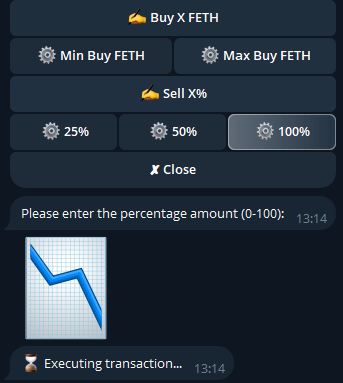 ✍️ Buy X FETH
⚙️ Min Buy FETH ⚙️ Max Buy FETH
✍️ Sell X%
⚙️ 25% ⚙️ 50% ⚙️ 100%
✘ Close
Please enter the percentage amount (0-100): 13:14
⏳ Executing transaction... 13:14